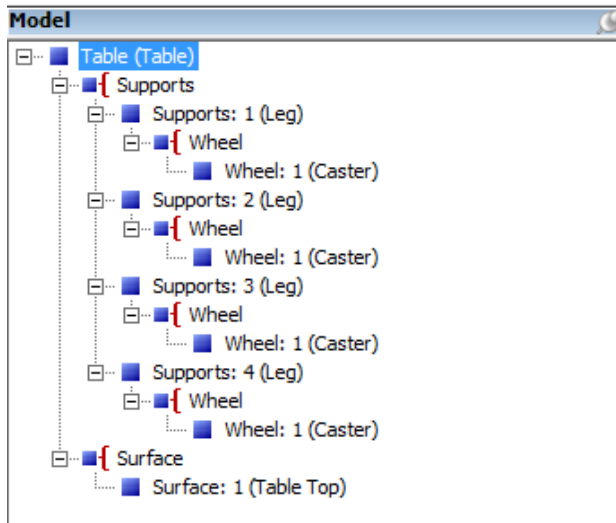 Model
Table (Table)
Supports
Supports: 1 (Leg)
Wheel
Wheel: 1 (Caster)
Supports: 2 (Leg)
Wheel
Wheel: 1 (Caster)
Supports: 3 (Leg)
Wheel
Wheel: 1 (Caster)
Supports: 4 (Leg)
Wheel
Wheel: 1 (Caster)
Surface
Surface: 1 (Table Top)